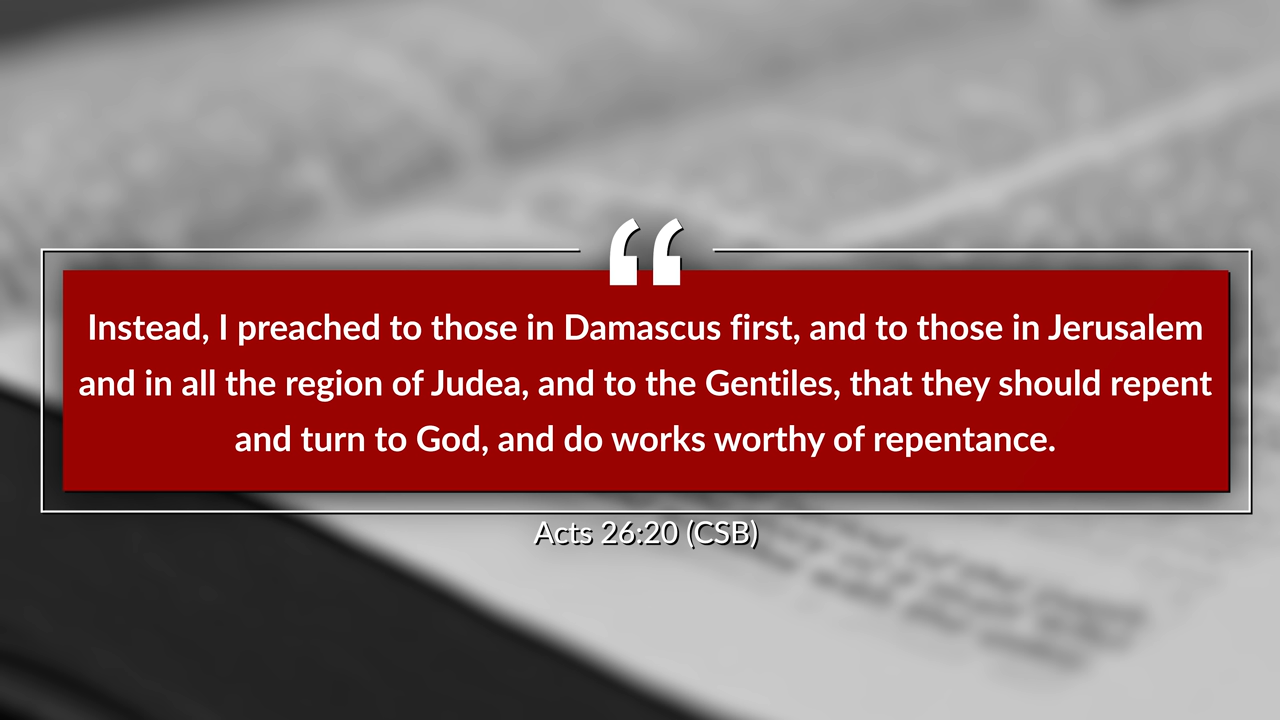 “
Instead, I preached to those in Damascus first, and to those in Jerusalem
and in all the region of Judea, and to the Gentiles, that they should repent
and turn to God, and do works worthy of repentance.
Acts 26:20 (CSB)